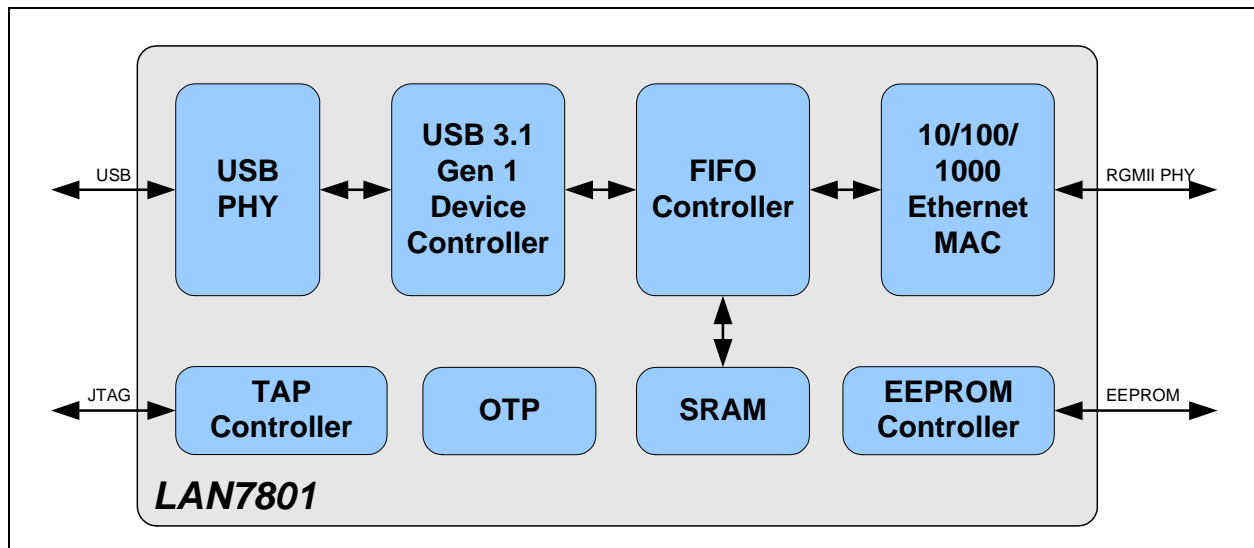 USB
USB
PHY
USB 3.1
Gen 1
Device
Controller
FIFO
Controller
10/100/
1000
Ethernet
MAC
RGMII PHY
JTAG
TAP
Controller
OTP
SRAM
EEPROM
Controller
EEPROM
LAN7801